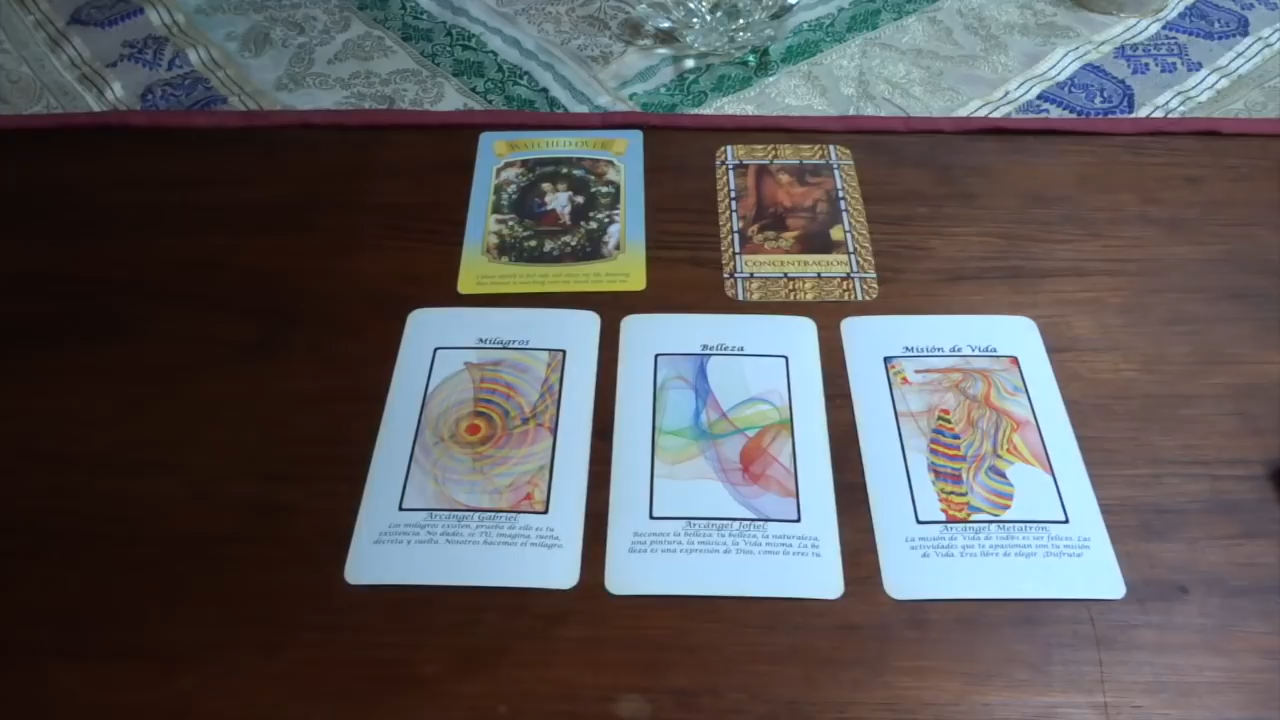 WATCHED OVER
CONCENTRACIÓN
Milagros
Arcángel Gabriel:
Los milagros existen, prueba de ello es tu
existencia. No dudes, se TÚ, imagina, sueña,
decreta y suelta. Nosotros hacemos el milagro.
Belleza
Arcángel Jofiel:
Reconoce la belleza: tu belleza, la naturaleza,
una pintura, la música, la Vida misma. La be
lleza es una expresión de Dios, como lo eres tú.
Misión de Vida
Arcángel Metatrón:
La misión de Vida de todos es ser felices. Las
actividades que te apasionan son tu misión
de Vida. Eres libre de elegir. ¡Disfruta!